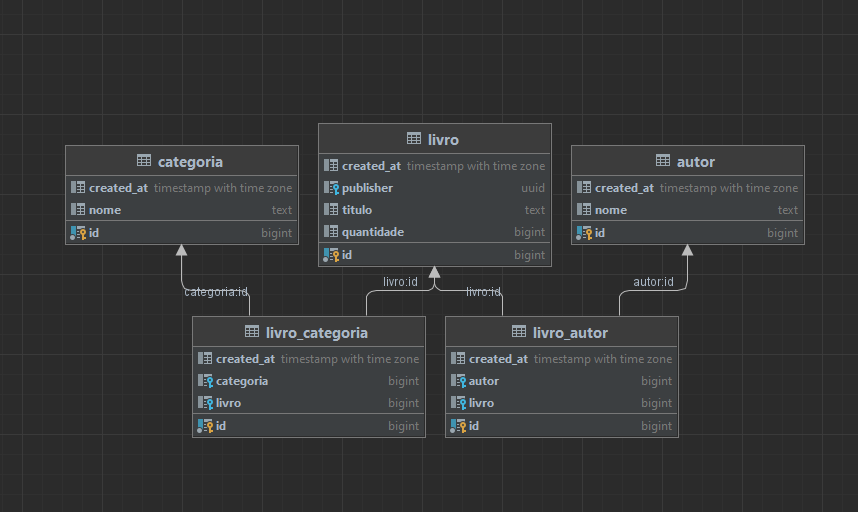 categoria
created_at timestamp with time zone
nome text
id bigint
livro
created_at timestamp with time zone
publisher uuid
titulo text
quantidade bigint
id bigint
autor
created_at timestamp with time zone
nome text
id bigint
categoria:id
livro:id
livro:id
autor:id
livro_categoria
created_at timestamp with time zone
categoria bigint
livro bigint
id bigint
livro_autor
created_at timestamp with time zone
autor bigint
livro bigint
id bigint